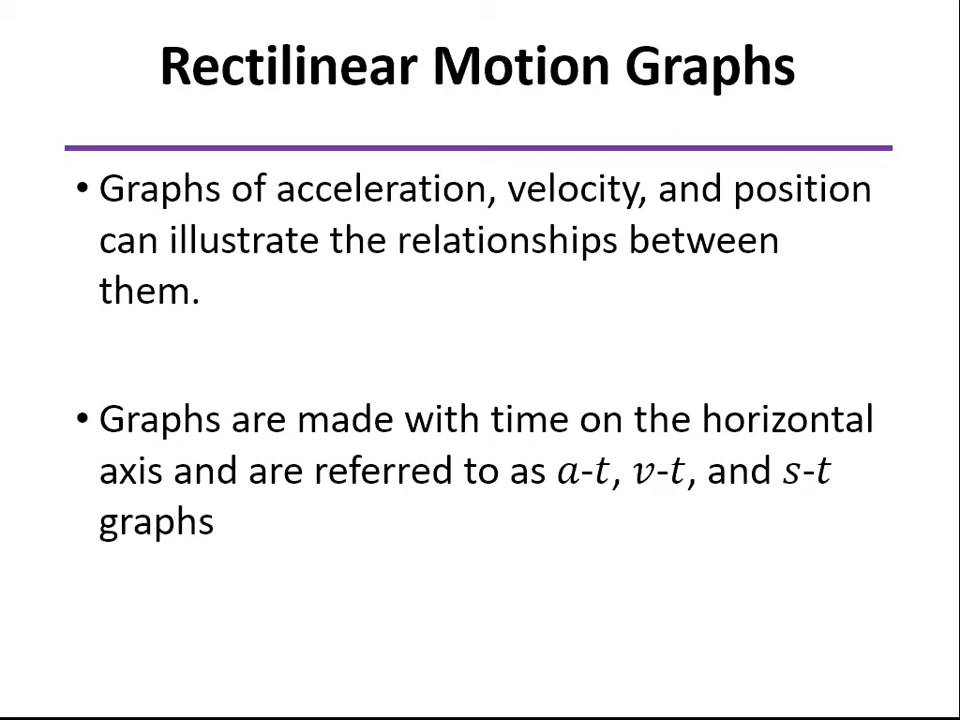 Rectilinear Motion Graphs
• Graphs of acceleration, velocity, and position
can illustrate the relationships between
them.
• Graphs are made with time on the horizontal
axis and are referred to as 𝑎-𝑡, 𝑣-𝑡, and 𝑠-𝑡
graphs